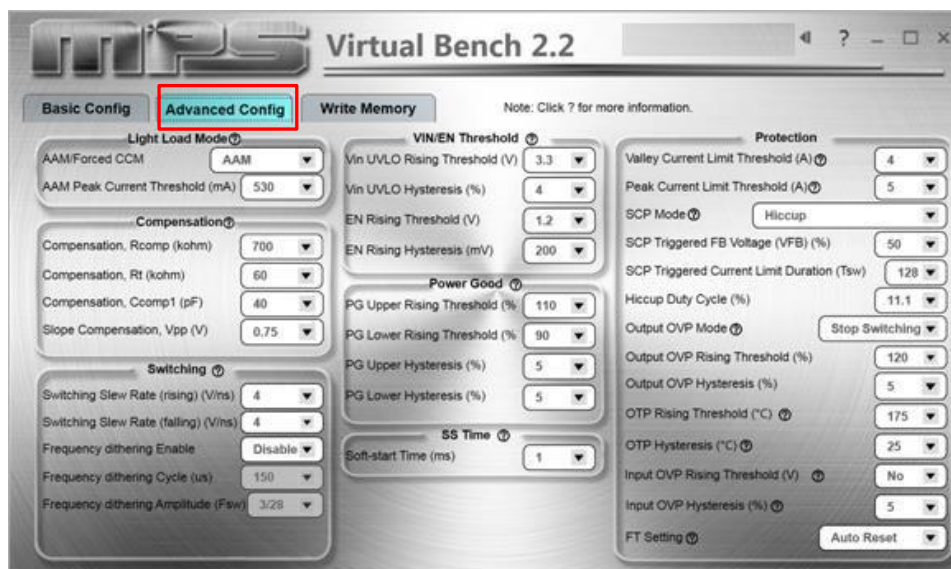 MPS
Virtual Bench 2.2
? – □ ×
Basic Config
Advanced Config
Write Memory
Note: Click ? for more information.
Light Load Mode ?
AAM/Forced CCM AAM
AAM Peak Current Threshold (mA) 530
Compensation ?
Compensation, Rcomp (kohm) 700
Compensation, Rt (kohm) 60
Compensation, Ccomp1 (pF) 40
Slope Compensation, Vpp (V) 0.75
Switching ?
Switching Slew Rate (rising) (V/ns) 4
Switching Slew Rate (falling) (V/ns) 4
Frequency dithering Enable Disable
Frequency dithering Cycle (us) 150
Frequency dithering Amplitude (Fsw) 3/28
VIN/EN Threshold ?
Vin UVLO Rising Threshold (V) 3.3
Vin UVLO Hysteresis (%) 4
EN Rising Threshold (V) 1.2
EN Rising Hysteresis (mV) 200
Power Good ?
PG Upper Rising Threshold (% 110
PG Lower Rising Threshold (% 90
PG Upper Hysteresis (%) 5
PG Lower Hysteresis (%) 5
SS Time ?
Soft-start Time (ms) 1
Protection
Valley Current Limit Threshold (A) ? 4
Peak Current Limit Threshold (A) ? 5
SCP Mode ? Hiccup
SCP Triggered FB Voltage (VFB) (%) 50
SCP Triggered Current Limit Duration (Tsw) 128
Hiccup Duty Cycle (%) 11.1
Output OVP Mode ? Stop Switching
Output OVP Rising Threshold (%) 120
Output OVP Hysteresis (%) 5
OTP Rising Threshold (°C) ? 175
OTP Hysteresis (°C) ? 25
Input OVP Rising Threshold (V) ? No
Input OVP Hysteresis (%) ? 5
FT Setting ? Auto Reset